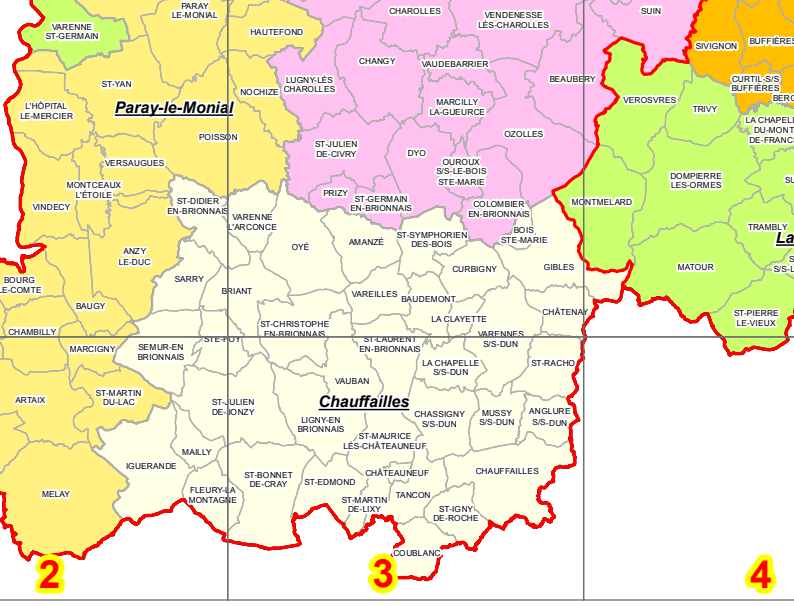 PARAY
LE-MONIAL
CHAROLLES
VENDENESSE
LÈS-CHAROLLES
SUIN
VARENNE
ST-GERMAIN
HAUTEFOND
SIVIGNON
BUFFIÈRES
CHANGY
VAUDEBARRIER
ST-YAN
LUGNY-LÈS
CHAROLLES
BEAUBERY
CURTIL-S/S
BUFFIÈRES
NOCHIZE
BERG
L'HÔPITAL
LE-MERCIER
Paray-le-Monial
MARCILLY
LA-GUEURCE
VEROSVRES
TRIVY
LA CHAPELL
DU-MONT
DE-FRANC
POISSON
OZOLLES
ST-JULIEN
DE-CIVRY
DYO
VERSAUGUES
OUROUX
S/S-LE-BOIS
STE-MARIE
DOMPIERRE
LES-ORMES
MONTCEAUX
L'ÉTOILE
PRIZY
ST-GERMAIN
EN-BRIONNAIS
VINDECY
ST-DIDIER
EN-BRIONNAIS
COLOMBIER
EN-BRIONNAIS
MONTMELARD
VARENNE
L'ARCONCE
TRAMBLY
La
BOIS
STE-MARIE
ST-SYMPHORIEN
DES-BOIS
AMANZÉ
OYÉ
ANZY
LE-DUC
CURBIGNY
GIBLES
MATOUR
S/S-L
BOURG
LE-COMTE
SARRY
BRIANT
VAREILLES
BAUDEMONT
BAUGY
CHÂTENAY
ST-PIERRE
LE-VIEUX
LA CLAYETTE
ST-CHRISTOPHE
EN-BRIONNAIS
CHAMBILLY
STE-FOY
ST-LAURENT
EN-BRIONNAIS
VARENNES
S/S-DUN
MARCIGNY
SEMUR-EN
BRIONNAIS
LA CHAPELLE
S/S-DUN
ST-RACHO
VAUBAN
ST-MARTIN
DU-LAC
ARTAIX
ST-JULIEN
DE-JONZY
Chauffailles
CHASSIGNY
S/S-DUN
MUSSY
S/S-DUN
ANGLURE
S/S-DUN
LIGNY-EN
BRIONNAIS
ST-MAURICE
LÈS-CHÂTEAUNEUF
MAILLY
IGUERANDE
CHÂTEAUNEUF
CHAUFFAILLES
ST-BONNET
DE-CRAY
ST-EDMOND
MELAY
FLEURY-LA
MONTAGNE
TANCON
ST-MARTIN
DE-LIXY
ST-IGNY
DE-ROCHE
COUBLANC
2
3
4